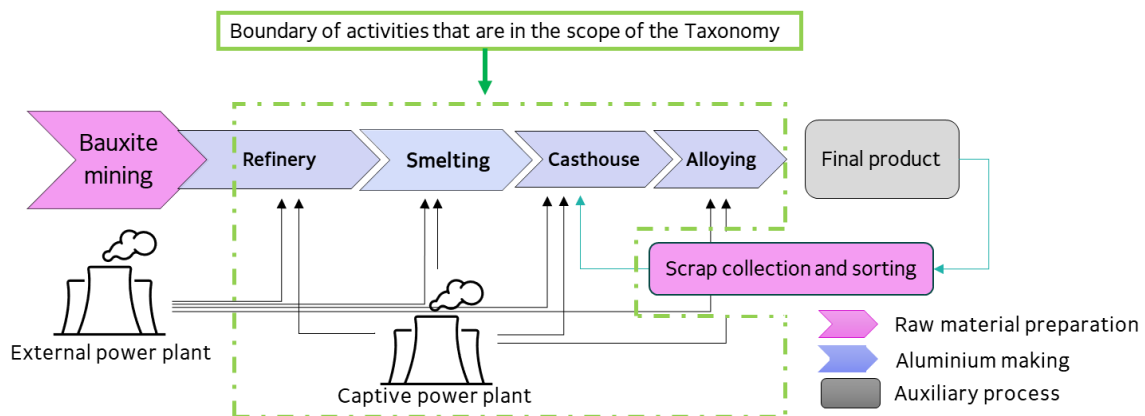 Boundary of activities that are in the scope of the Taxonomy
Bauxite
mining
Refinery
Smelting
Casthouse
Alloying
Final product
Scrap collection and sorting
External power plant
Captive power plant
Raw material preparation
Aluminium making
Auxiliary process